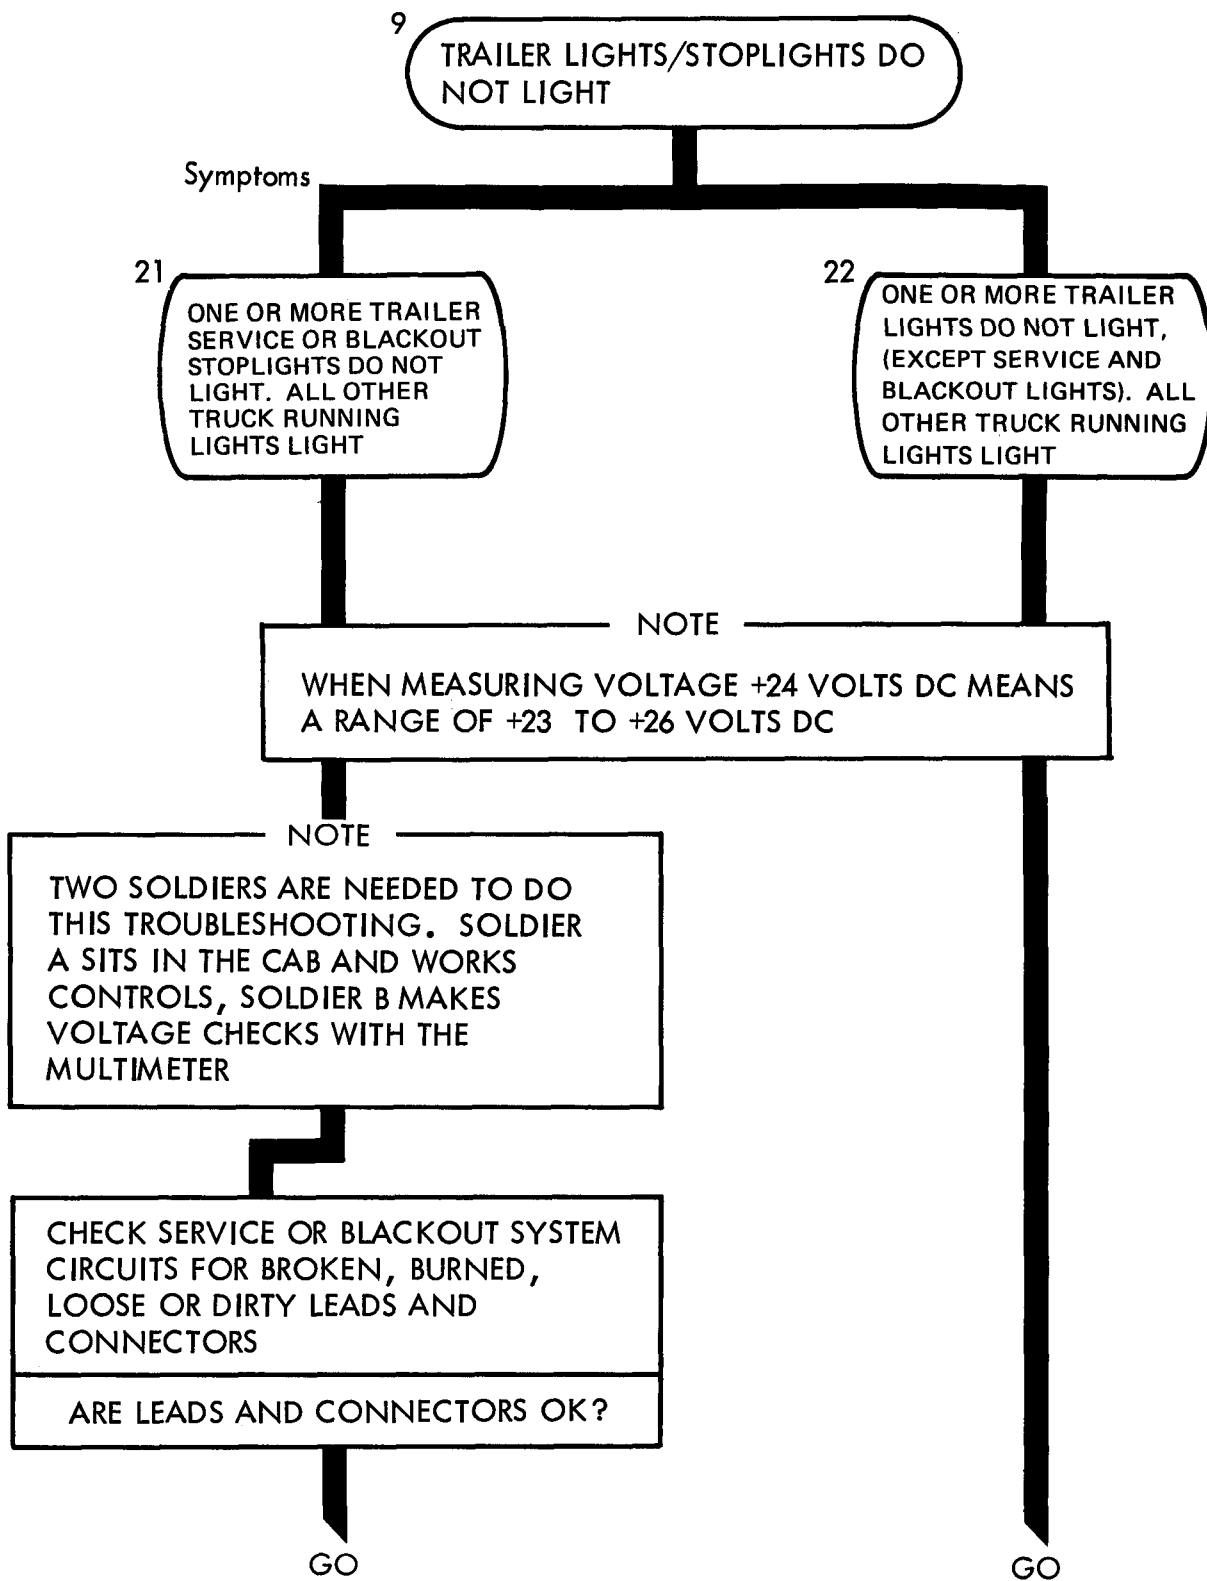 9
TRAILER LIGHTS/STOPLIGHTS DO
NOT LIGHT
Symptoms
21
ONE OR MORE TRAILER
SERVICE OR BLACKOUT
STOPLIGHTS DO NOT
LIGHT. ALL OTHER
TRUCK RUNNING
LIGHTS LIGHT
22
ONE OR MORE TRAILER
LIGHTS DO NOT LIGHT,
(EXCEPT SERVICE AND
BLACKOUT LIGHTS). ALL
OTHER TRUCK RUNNING
LIGHTS LIGHT
NOTE
WHEN MEASURING VOLTAGE +24 VOLTS DC MEANS
A RANGE OF +23 TO +26 VOLTS DC
NOTE
TWO SOLDIERS ARE NEEDED TO DO
THIS TROUBLESHOOTING. SOLDIER
A SITS IN THE CAB AND WORKS
CONTROLS, SOLDIER B MAKES
VOLTAGE CHECKS WITH THE
MULTIMETER
CHECK SERVICE OR BLACKOUT SYSTEM
CIRCUITS FOR BROKEN, BURNED,
LOOSE OR DIRTY LEADS AND
CONNECTORS
ARE LEADS AND CONNECTORS OK?
GO
GO